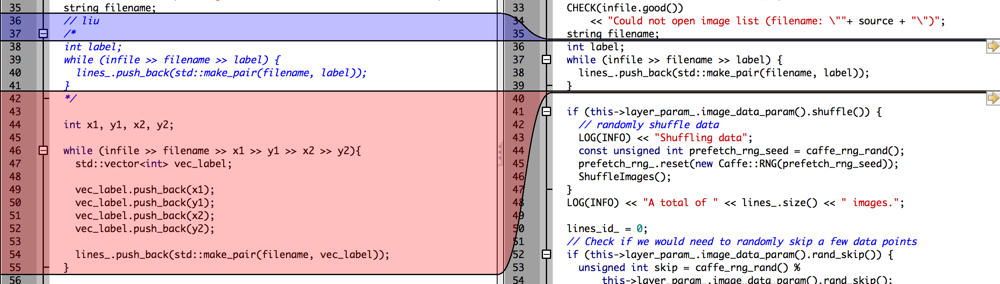 35 string filename;
36 // liu
37 /*
38 int label;
39 while (infile >> filename >> label) {
40 lines_.push_back(std::make_pair(filename, label));
41 }
42 */
43
44 int x1, y1, x2, y2;
45
46 while (infile >> filename >> x1 >> y1 >> x2 >> y2){
47 std::vector<int> vec_label;
48
49 vec_label.push_back(x1);
50 vec_label.push_back(y1);
51 vec_label.push_back(x2);
52 vec_label.push_back(y2);
53
54 lines_.push_back(std::make_pair(filename, vec_label));
55 }
56
33 CHECK(infile.good())
34 << "Could not open image list (filename: \""+ source + "\")";
35 string filename;
36 int label;
37 while (infile >> filename >> label) {
38 lines_.push_back(std::make_pair(filename, label));
39 }
40
41 if (this->layer_param_.image_data_param().shuffle()) {
42 // randomly shuffle data
43 LOG(INFO) << "Shuffling data";
44 const unsigned int prefetch_rng_seed = caffe_rng_rand();
45 prefetch_rng_.reset(new Caffe::RNG(prefetch_rng_seed));
46 ShuffleImages();
47 }
48 LOG(INFO) << "A total of " << lines_.size() << " images.";
49
50 lines_id_ = 0;
51 // Check if we would need to randomly skip a few data points
52 if (this->layer_param_.image_data_param().rand_skip()) {
53 unsigned int skip = caffe_rng_rand() %
54 this->layer_param_.image_data_param().rand_skip();